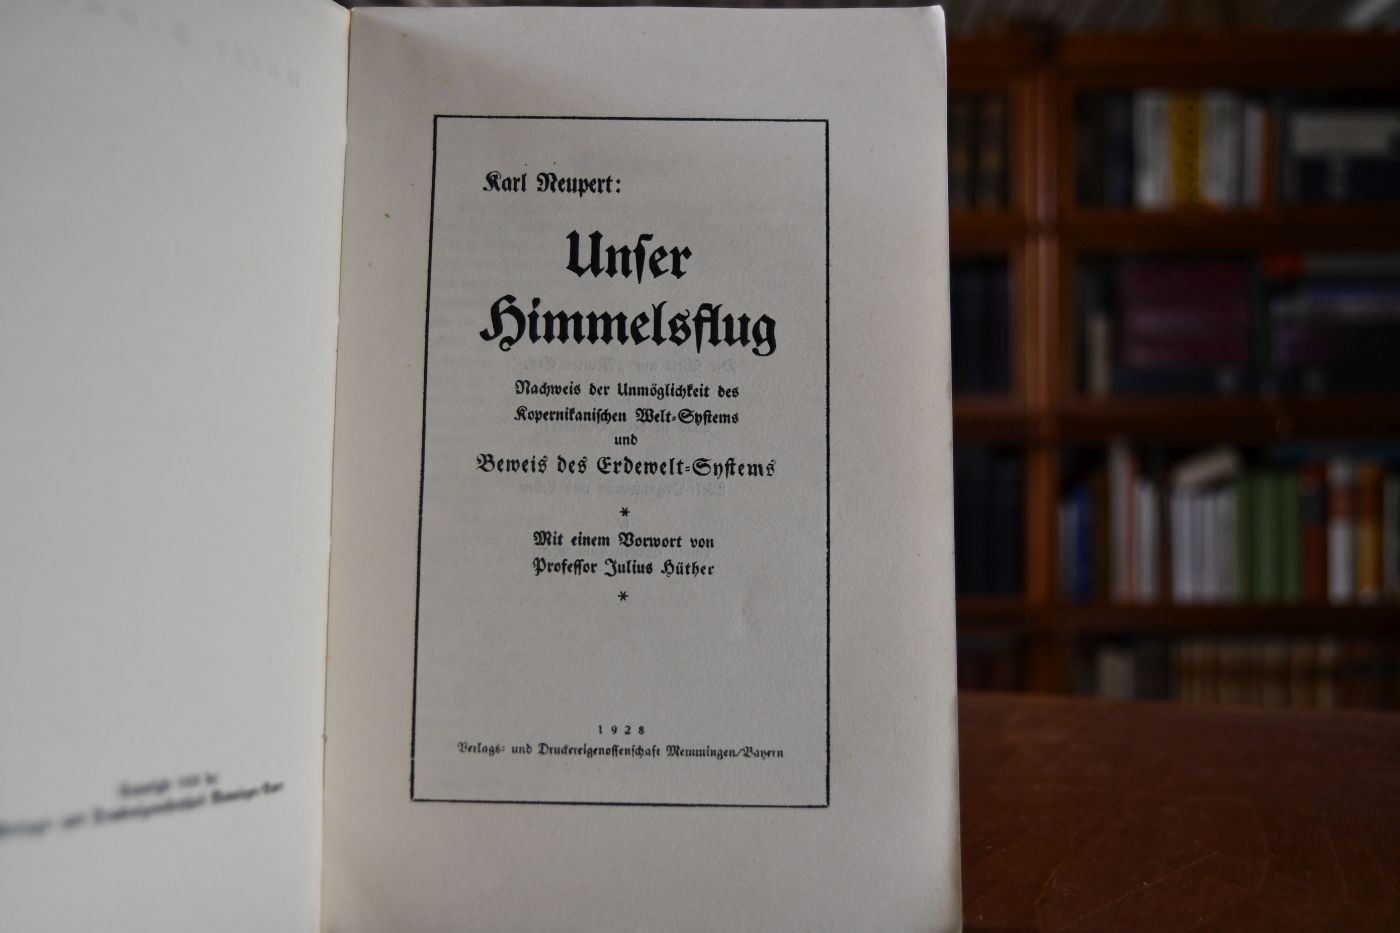 Karl Neupert:
Unſer
Himmelsflug
Nachweis der Unmöglichkeit des
Kopernikaniſchen Welt-Syſtems
und
Beweis des Erdewelt-Syſtems
*
Mit einem Vorwort von
Profeſſor Julius Hüther
*
1928
Verlags- und Druckereigenoſſenſchaft Memmingen/Bayern